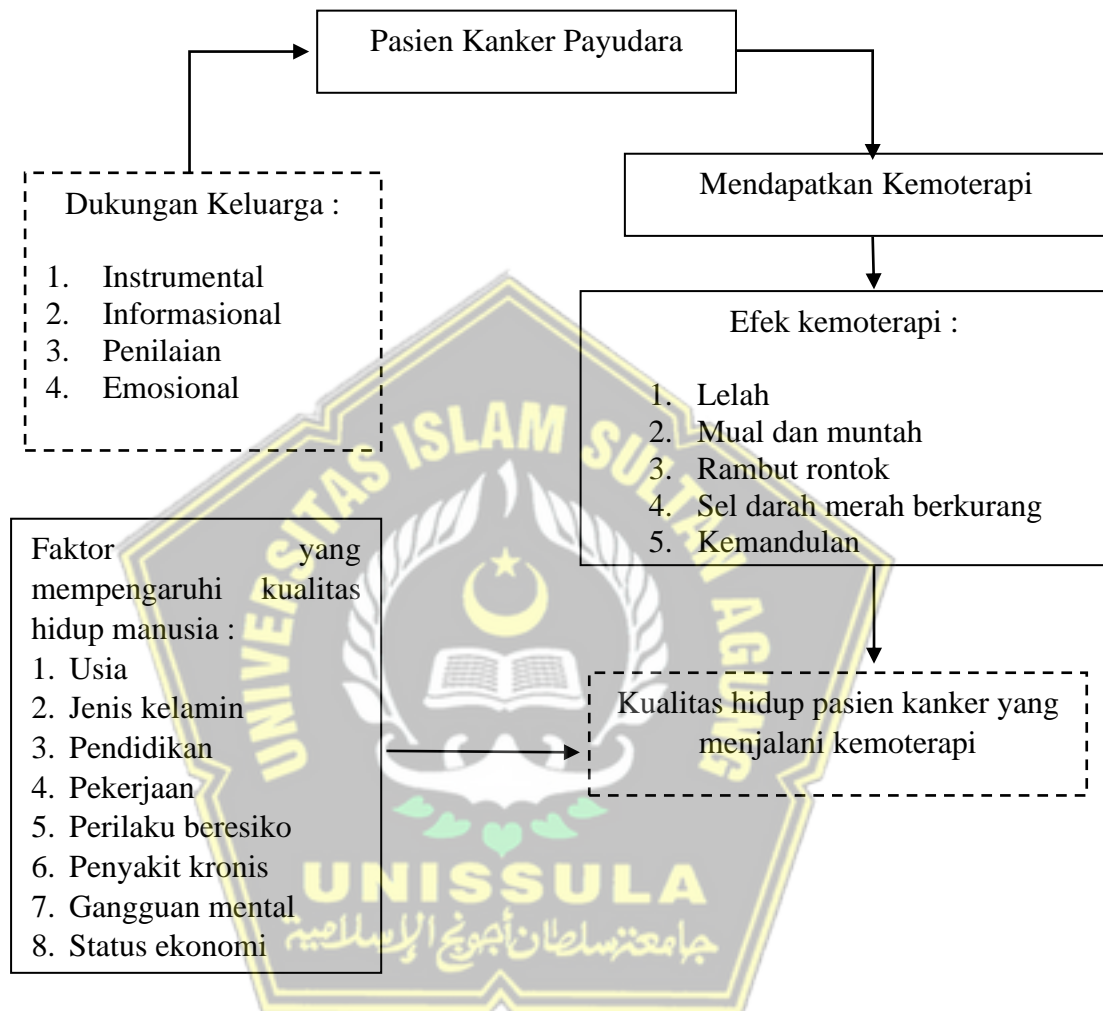 Pasien Kanker Payudara
Mendapatkan Kemoterapi
Dukungan Keluarga :
1. Instrumental
2. Informasional
3. Penilaian
4. Emosional
Efek kemoterapi :
1. Lelah
2. Mual dan muntah
3. Rambut rontok
4. Sel darah merah berkurang
5. Kemandulan
Faktor yang
mempengaruhi kualitas
hidup manusia :
1. Usia
2. Jenis kelamin
3. Pendidikan
4. Pekerjaan
5. Perilaku beresiko
6. Penyakit kronis
7. Gangguan mental
8. Status ekonomi
Kualitas hidup pasien kanker yang
menjalani kemoterapi
UNIVERSITAS ISLAM SULTAN AGUNG
UNISSULA
جامعتسلطان أجونج الإسلامية